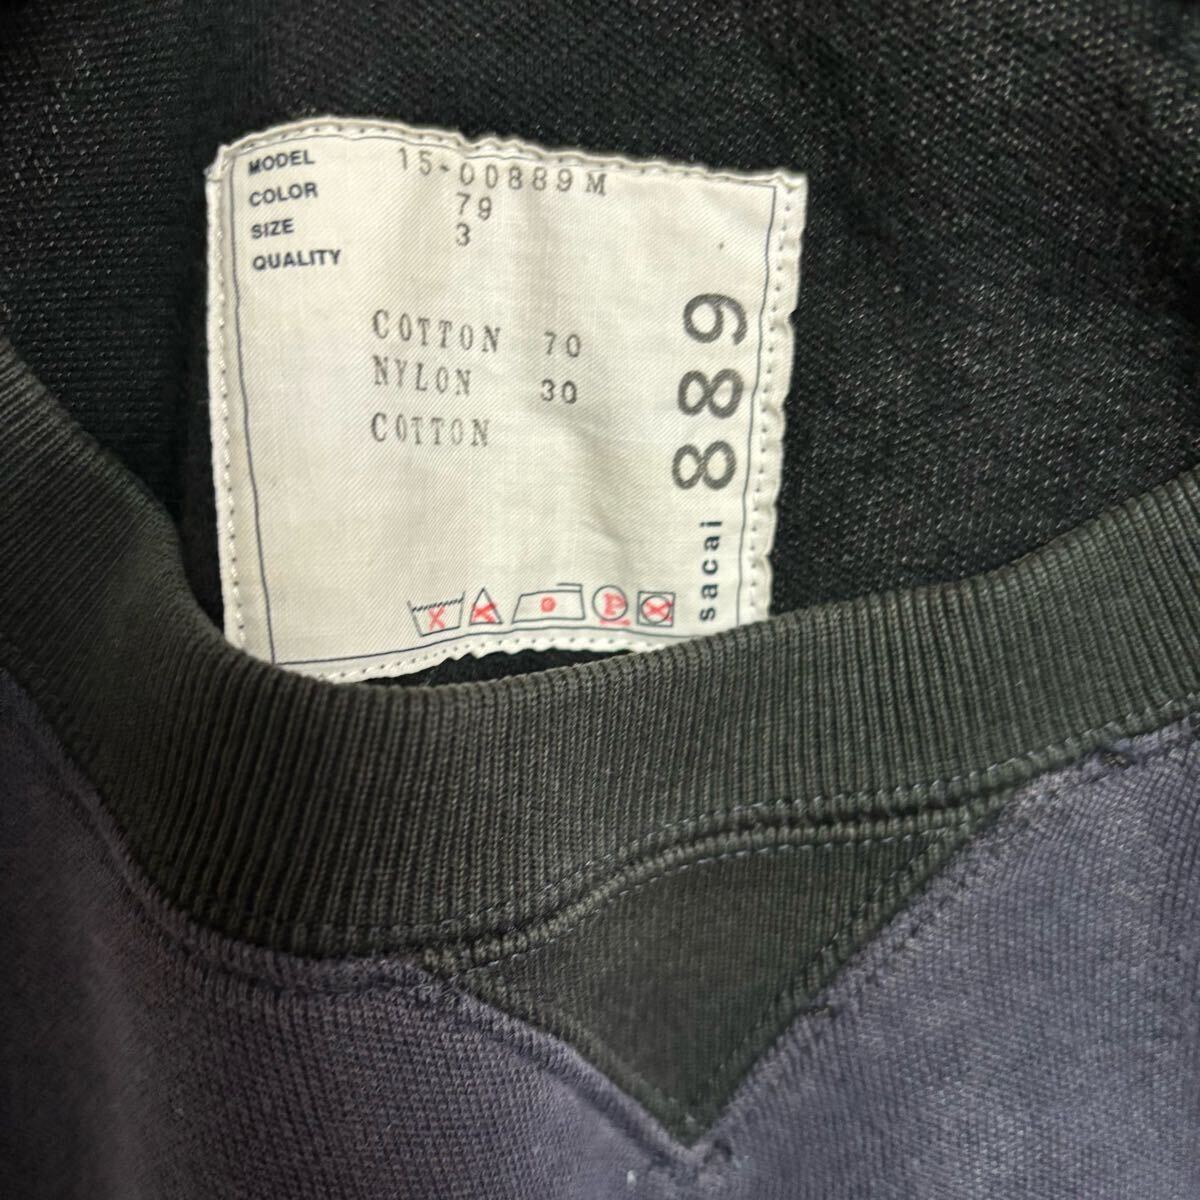 MODEL 15-00889M
COLOR 79
SIZE 3
QUALITY
COTTON 70
NYLON 30
COTTON
P
sacai 889